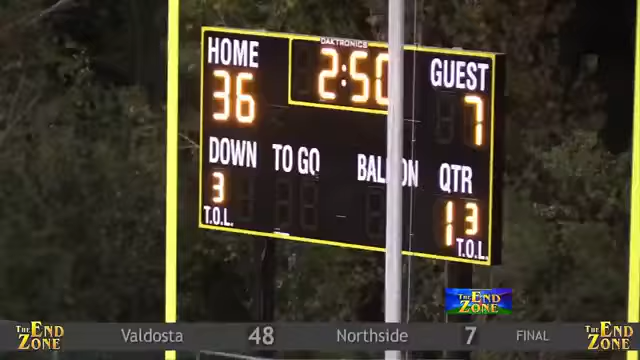 DAKTRONICS
HOME 2:50 GUEST
36 7
DOWN TO GO BALL ON QTR
3 1 3
T.O.L. T.O.L.
THE END ZONE
THE END ZONE Valdosta 48 Northside 7 FINAL THE END ZONE